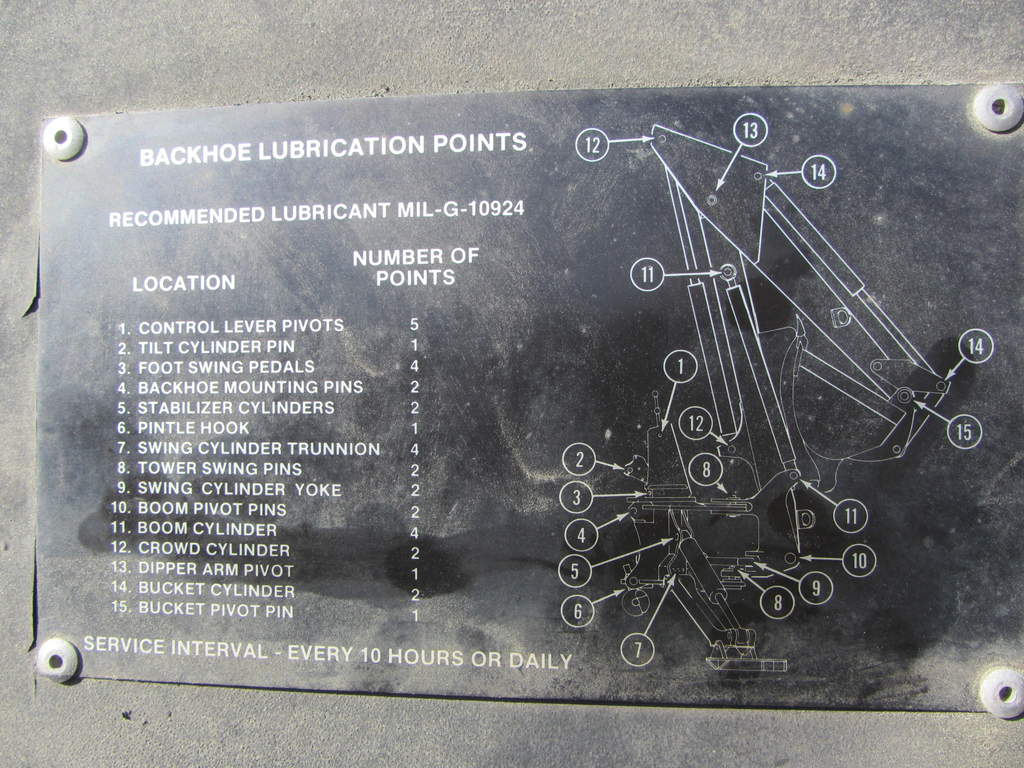 BACKHOE LUBRICATION POINTS
RECOMMENDED LUBRICANT MIL-G-10924
LOCATION NUMBER OF POINTS
1. CONTROL LEVER PIVOTS 5
2. TILT CYLINDER PIN 1
3. FOOT SWING PEDALS 4
4. BACKHOE MOUNTING PINS 2
5. STABILIZER CYLINDERS 2
6. PINTLE HOOK 1
7. SWING CYLINDER TRUNNION 4
8. TOWER SWING PINS 2
9. SWING CYLINDER YOKE 2
10. BOOM PIVOT PINS 2
11. BOOM CYLINDER 4
12. CROWD CYLINDER 2
13. DIPPER ARM PIVOT 1
14. BUCKET CYLINDER 2
15. BUCKET PIVOT PIN 1
SERVICE INTERVAL - EVERY 10 HOURS OR DAILY
12
13
14
11
14
1
15
12
2
8
3
11
4
10
5
9
8
6
7